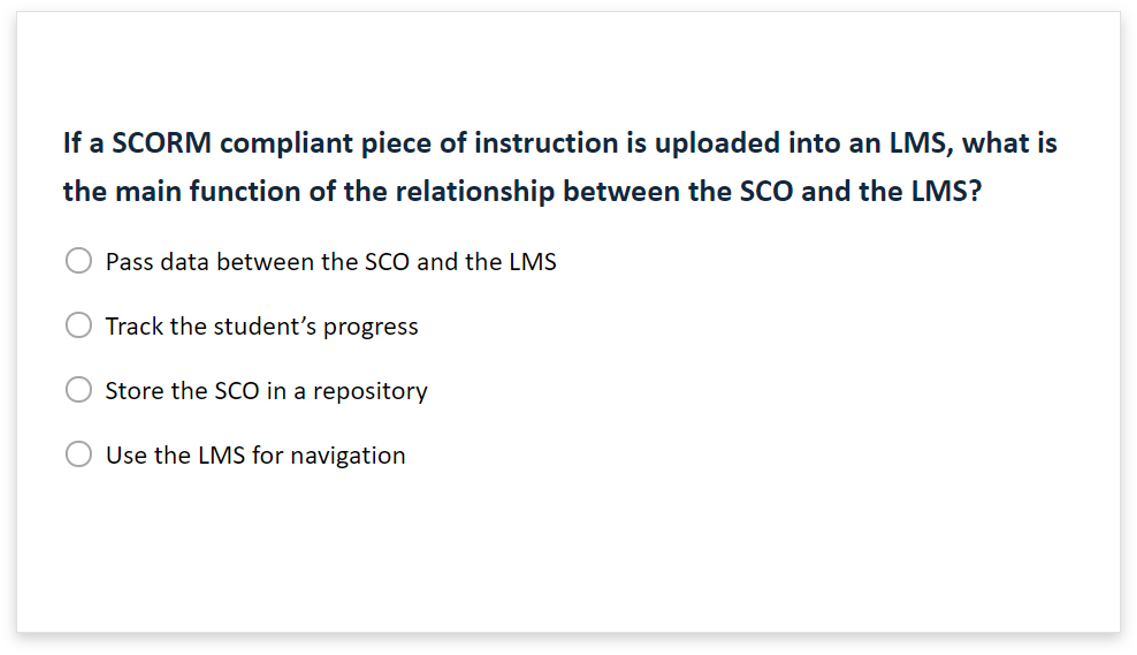 If a SCORM compliant piece of instruction is uploaded into an LMS, what is
the main function of the relationship between the SCO and the LMS?
Pass data between the SCO and the LMS
Track the student’s progress
Store the SCO in a repository
Use the LMS for navigation